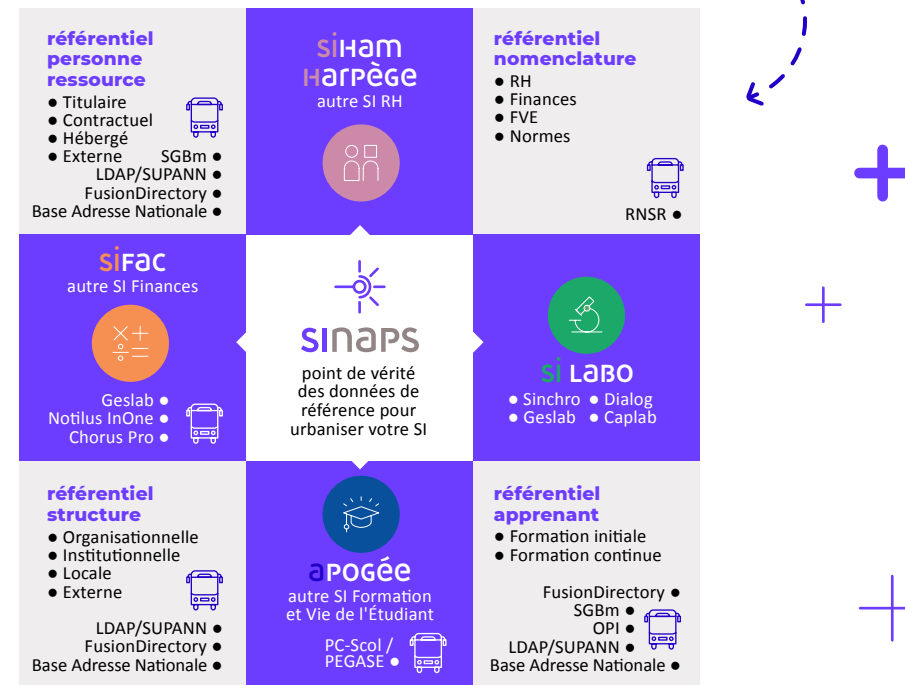 référentiel
personne
ressource
● Titulaire
● Contractuel
● Hébergé
● Externe
SGBm ●
LDAP/SUPANN ●
FusionDirectory ●
Base Adresse Nationale ●
siHam
Harpège
autre SI RH
référentiel
nomenclature
● RH
● Finances
● FVE
● Normes
RNSR ●
siFac
autre SI Finances
Geslab ●
Notilus InOne ●
Chorus Pro ●
sinaps
point de vérité
des données de
référence pour
urbaniser votre SI
si Labo
● Sinchro ● Dialog
● Geslab ● Caplab
référentiel
structure
● Organisationnelle
● Institutionnelle
● Locale
● Externe
LDAP/SUPANN ●
FusionDirectory ●
Base Adresse Nationale ●
apogée
autre SI Formation
et Vie de l'Étudiant
PC-Scol /
PEGASE ●
référentiel
apprenant
● Formation initiale
● Formation continue
FusionDirectory ●
SGBm ●
OPI ●
LDAP/SUPANN ●
Base Adresse Nationale ●